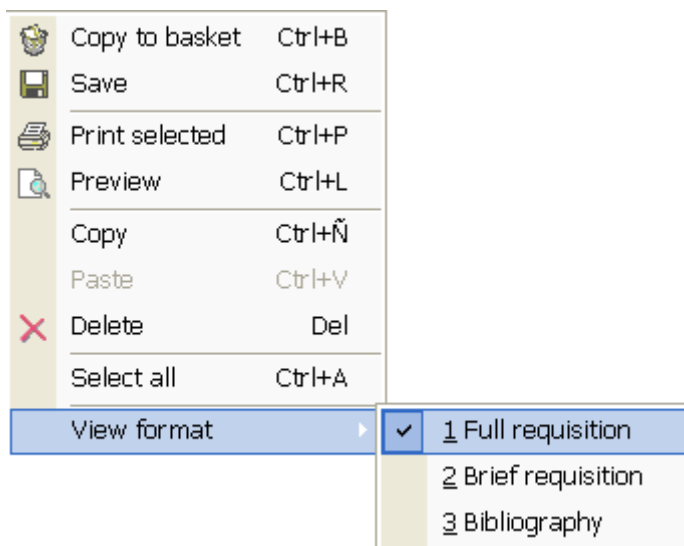 Copy to basket Ctrl+B
Save Ctrl+R
Print selected Ctrl+P
Preview Ctrl+L
Copy Ctrl+Ñ
Paste Ctrl+V
Delete Del
Select all Ctrl+A
View format
1 Full requisition
2 Brief requisition
3 Bibliography